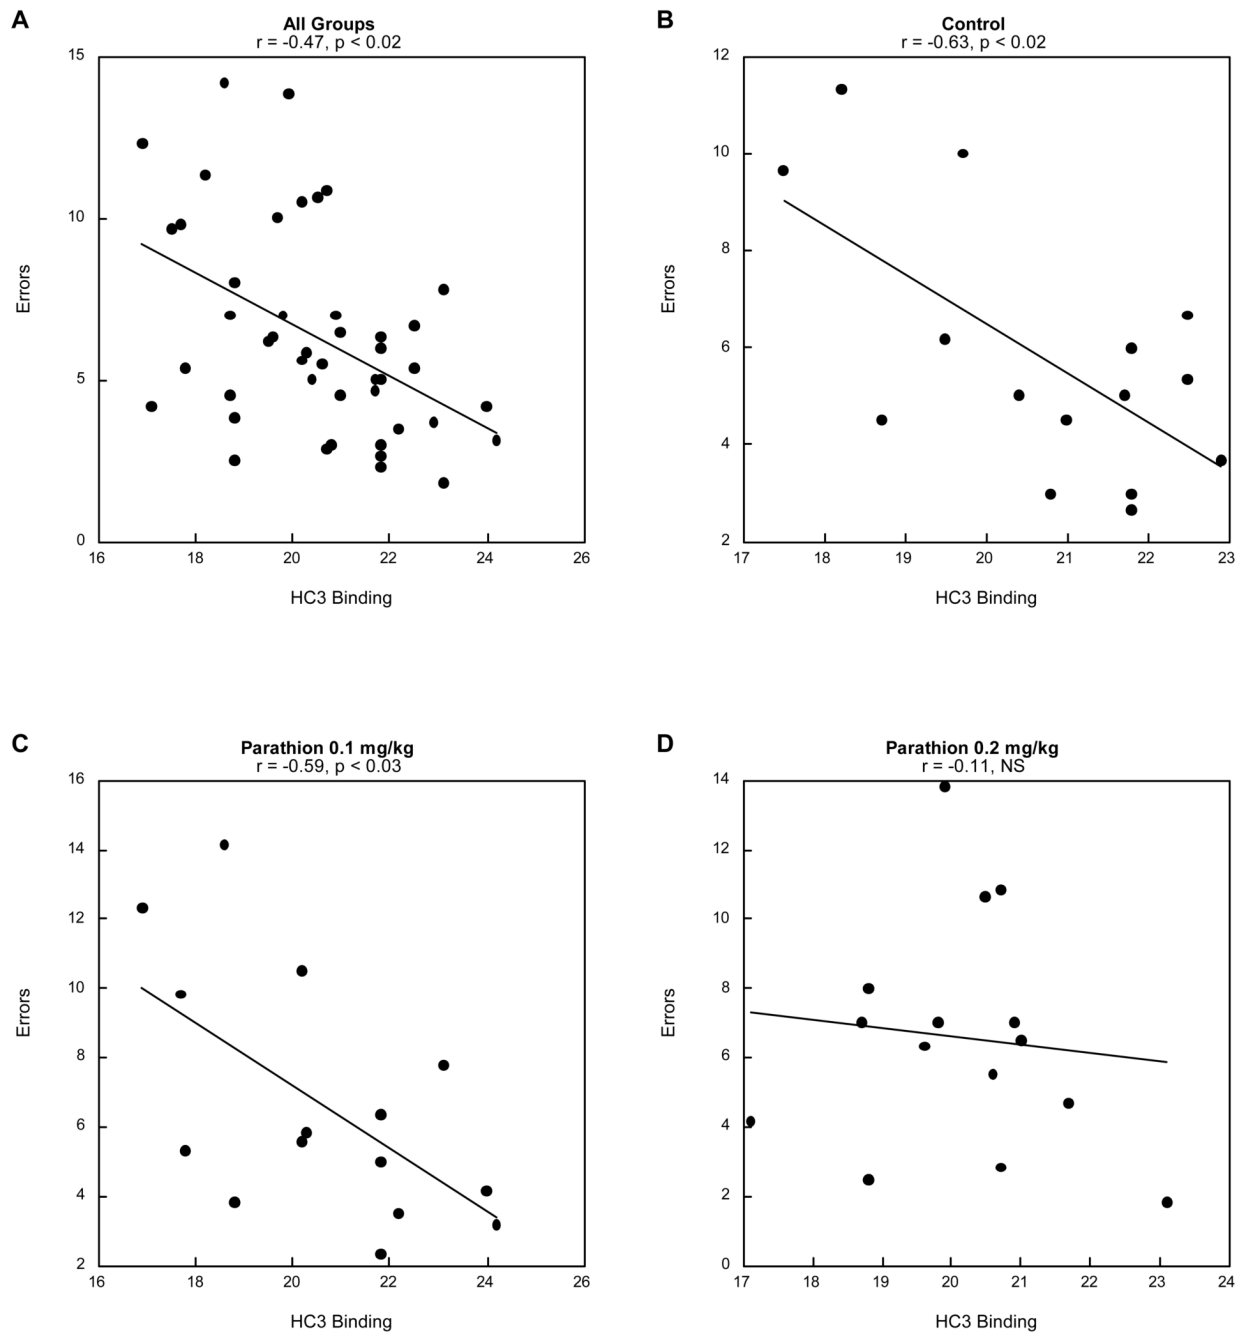 A
All Groups
r = -0.47, p < 0.02
15
10
5
0
Errors
16 18 20 22 24 26
HC3 Binding
B
Control
r = -0.63, p < 0.02
12
10
8
6
4
2
Errors
17 18 19 20 21 22 23
HC3 Binding
C
Parathion 0.1 mg/kg
r = -0.59, p < 0.03
16
14
12
10
8
6
4
2
Errors
16 18 20 22 24 26
HC3 Binding
D
Parathion 0.2 mg/kg
r = -0.11, NS
14
12
10
8
6
4
2
0
Errors
17 18 19 20 21 22 23 24
HC3 Binding